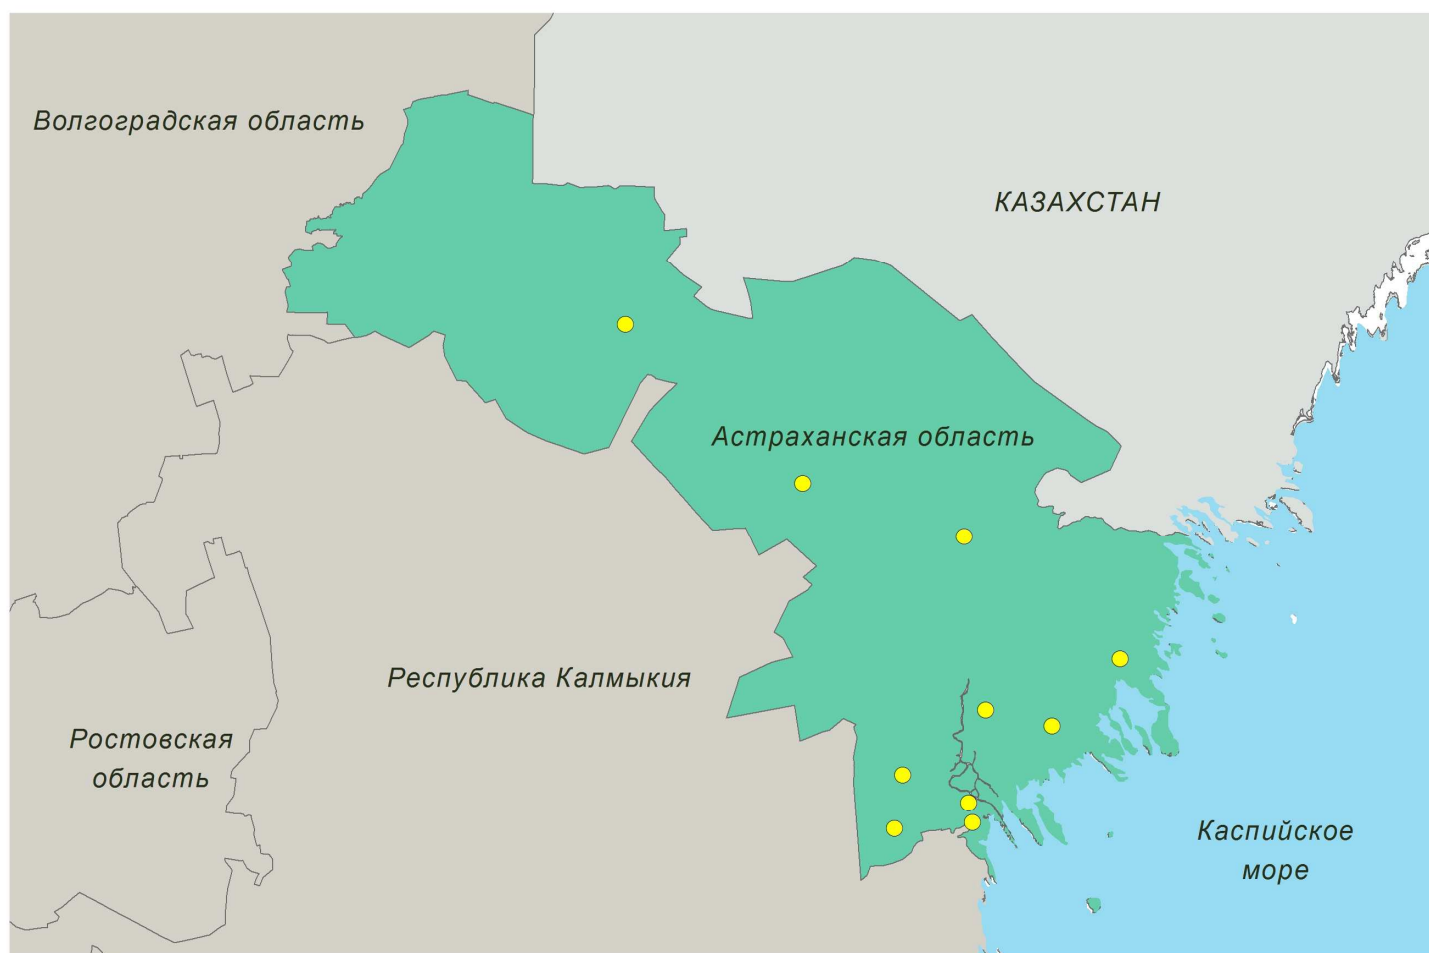 Волгоградская область
КАЗАХСТАН
Астраханская область
Республика Калмыкия
Ростовская
область
Каспийское
море